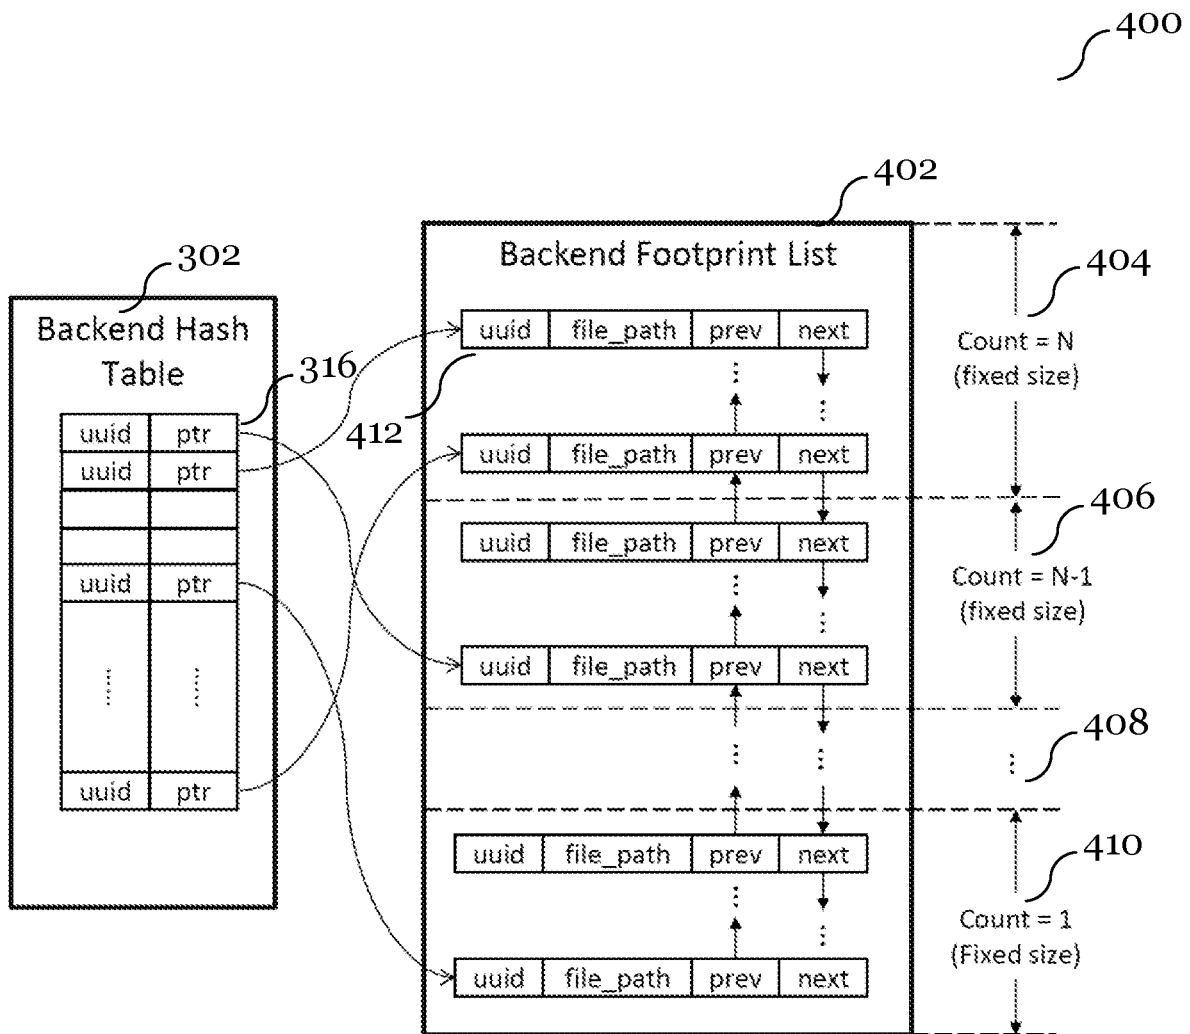 400
402
Backend Footprint List
302
Backend Hash
Table
316
uuid ptr
uuid ptr
uuid ptr
..... .....
uuid ptr
412
uuid file_path prev next
... ...
uuid file_path prev next
uuid file_path prev next
... ...
uuid file_path prev next
... ...
uuid file_path prev next
... ...
uuid file_path prev next
404
Count = N
(fixed size)
406
Count = N-1
(fixed size)
408
...
410
Count = 1
(Fixed size)